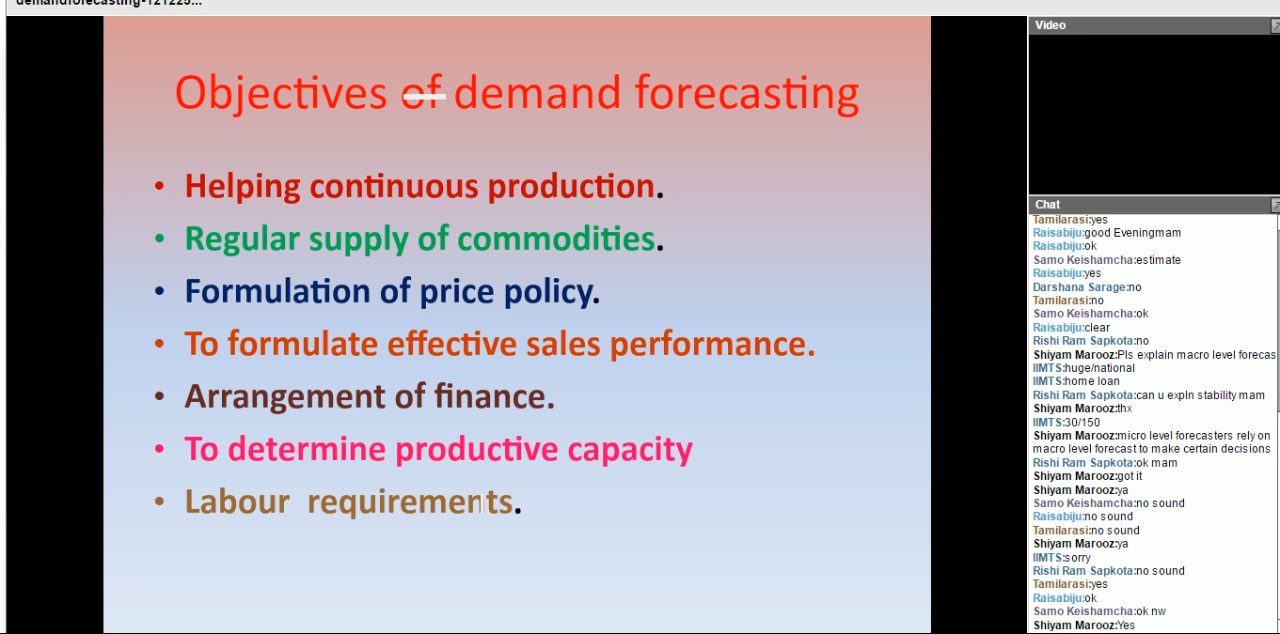 demandforecasting-121225...
Objectives of demand forecasting
• Helping continuous production.
• Regular supply of commodities.
• Formulation of price policy.
• To formulate effective sales performance.
• Arrangement of finance.
• To determine productive capacity
• Labour requirements.
Video
Chat
Tamilarasi:yes
Raisabiju:good Eveningmam
Raisabiju:ok
Samo Keishamcha:estimate
Raisabiju:yes
Darshana Sarage:no
Tamilarasi:no
Samo Keishamcha:ok
Raisabiju:clear
Rishi Ram Sapkota:no
Shiyam Marooz:Pls explain macro level forecas
IIMTS:huge/national
IIMTS:home loan
Rishi Ram Sapkota:can u expln stability mam
Shiyam Marooz:thx
IIMTS:30/150
Shiyam Marooz:micro level forecasters rely on
macro level forecast to make certain decisions
Rishi Ram Sapkota:ok mam
Shiyam Marooz:got it
Shiyam Marooz:ya
Samo Keishamcha:no sound
Raisabiju:no sound
Tamilarasi:no sound
Shiyam Marooz:ya
IIMTS:sorry
Rishi Ram Sapkota:no sound
Tamilarasi:yes
Raisabiju:ok
Samo Keishamcha:ok nw
Shiyam Marooz:Yes